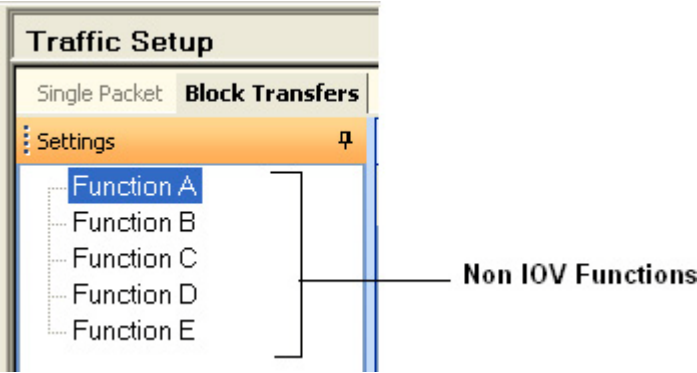 Traffic Setup
Single Packet Block Transfers
Settings
Function A
Function B
Function C
Function D
Function E
Non IOV Functions